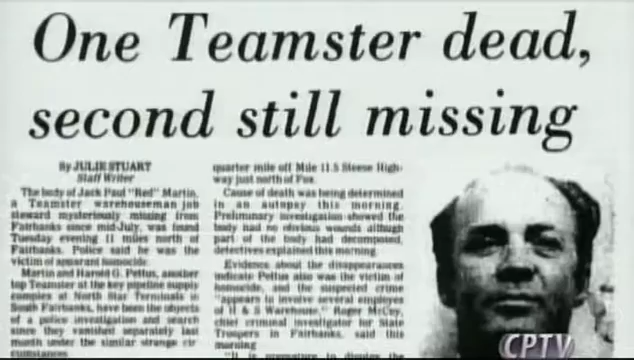 One Teamster dead,
second still missing
By JULIE STUART
Staff Writer
The body of Jack Paul "Red" Martin,
a Teamster warehouseman job
steward mysteriously missing from
Fairbanks since mid-July, was found
Tuesday evening 11 miles north of
Fairbanks. Police said he was the
victim of apparent homicide.
Martin and Harold G. Pettus, another
top Teamster at the key pipeline supply
complex at North Star Terminals in
South Fairbanks, have been the objects
of a police investigation and search
since they vanished separately last
month under the similar strange cir
cumstances
quarter mile off Mile 11.5 Steese High-
way just north of Fox.
Cause of death was being determined
in an autopsy this morning.
Preliminary investigation showed the
body had no obvious wounds although
part of the body had decomposed,
detectives explained this morning.
Evidence about the disappearances
indicate Pettus also was the victim of
homicide, and the suspected crime
"appears to involve several employes
of H & S Warehouse," Roger McCoy,
chief criminal investigator for State
Troopers in Fairbanks, said this
morning
"It is premature to
CPTV